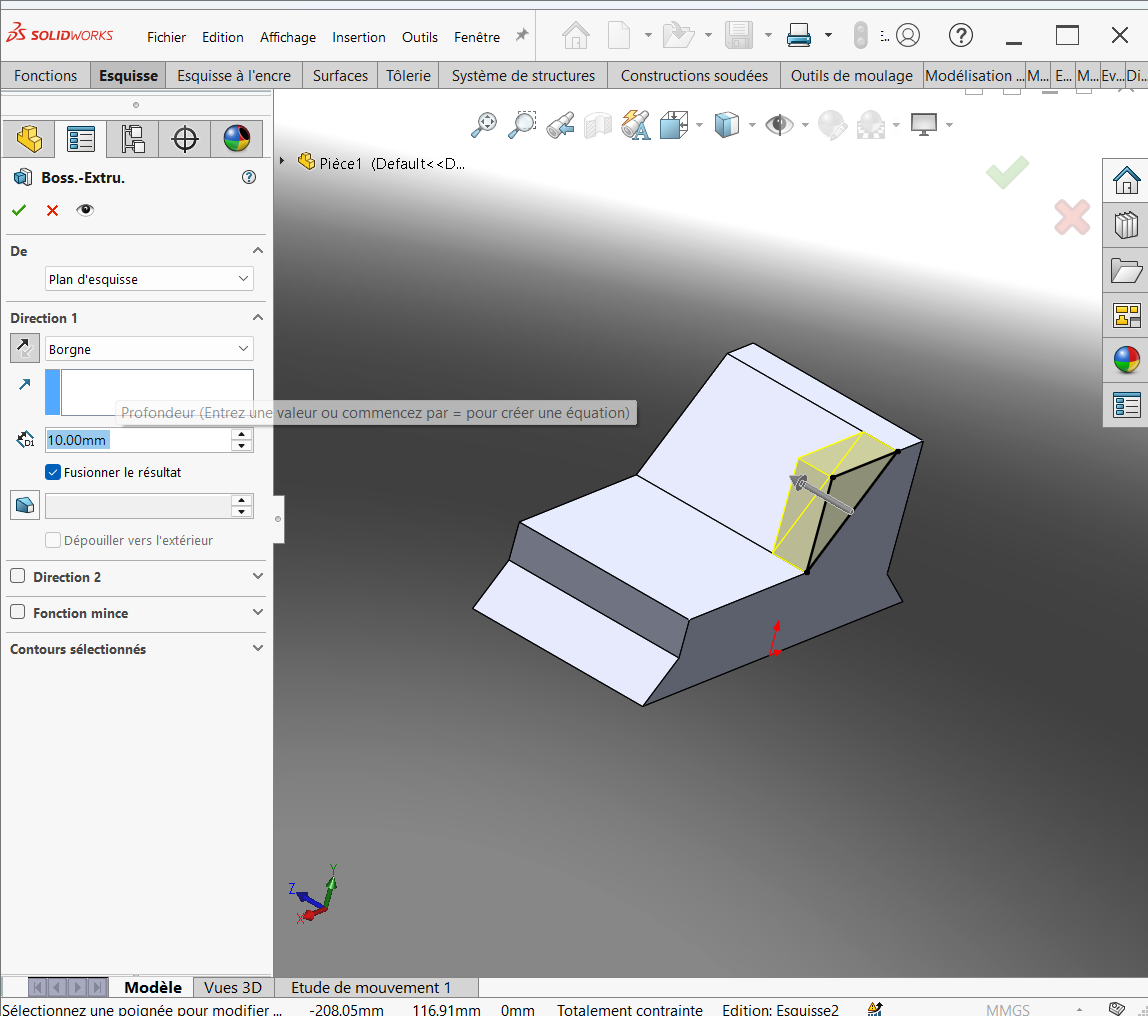 SOLIDWORKS Fichier Edition Affichage Insertion Outils Fenêtre
Fonctions Esquisse Esquisse à l'encre Surfaces Tôlerie Système de structures Constructions soudées Outils de moulage Modélisation ... M... E... M... Ev... Di...
Pièce1 (Default<<D...
Boss.-Extru.
De
Plan d'esquisse
Direction 1
Borgne
Profondeur (Entrez une valeur ou commencez par = pour créer une équation)
D1 10.00mm
Fusionner le résultat
Dépouiller vers l'extérieur
Direction 2
Fonction mince
Contours sélectionnés
Y
Z
X
Modèle Vues 3D Etude de mouvement 1
Sélectionnez une poignée pour modifier ... -208.05mm 116.91mm 0mm Totalement contrainte Edition: Esquisse2 MMGS